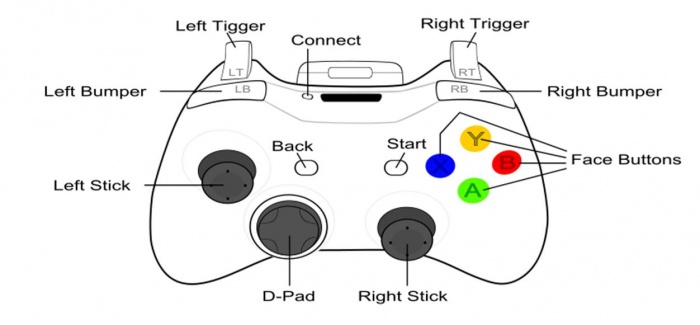 Left Tigger
Right Trigger
Connect
LT
RT
Left Bumper
LB
RB
Right Bumper
Back
Start
Y
X
B
A
Face Buttons
Left Stick
D-Pad
Right Stick